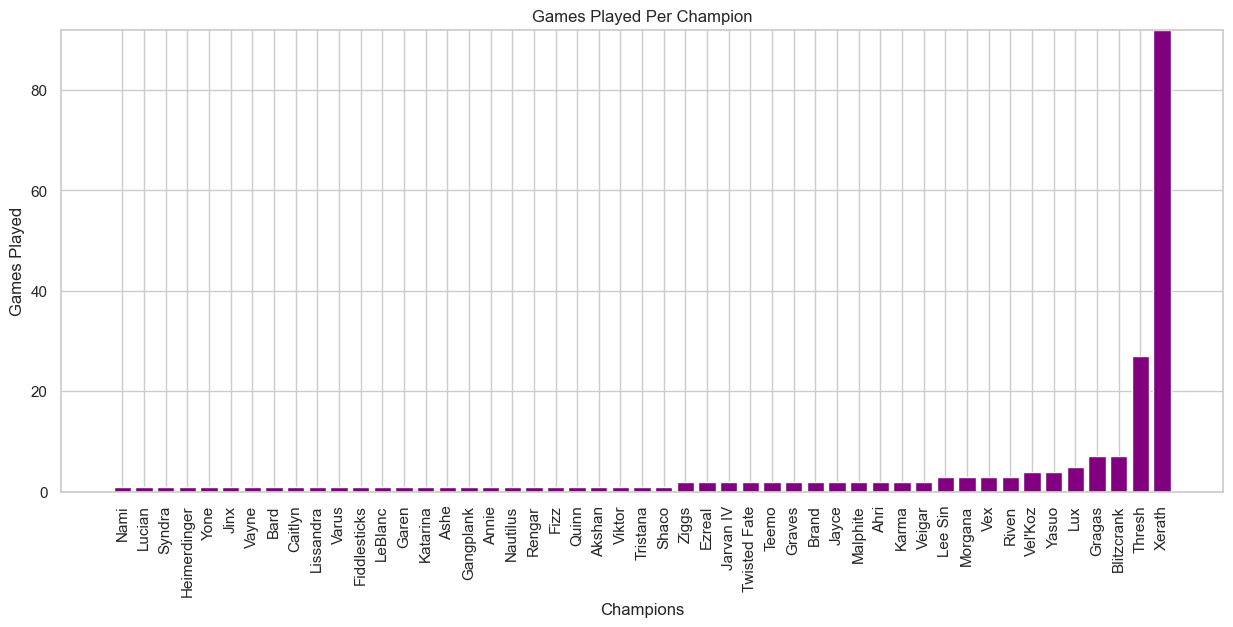 Games Played Per Champion
Games Played
80
60
40
20
0
Nami
Lucian
Syndra
Heimerdinger
Yone
Jinx
Vayne
Bard
Caitlyn
Lissandra
Varus
Fiddlesticks
LeBlanc
Garen
Katarina
Ashe
Gangplank
Annie
Nautilus
Rengar
Fizz
Quinn
Akshan
Viktor
Tristana
Shaco
Ziggs
Ezreal
Jarvan IV
Twisted Fate
Teemo
Graves
Brand
Jayce
Malphite
Ahri
Karma
Veigar
Lee Sin
Morgana
Vex
Riven
Vel'Koz
Yasuo
Lux
Gragas
Blitzcrank
Thresh
Xerath
Champions